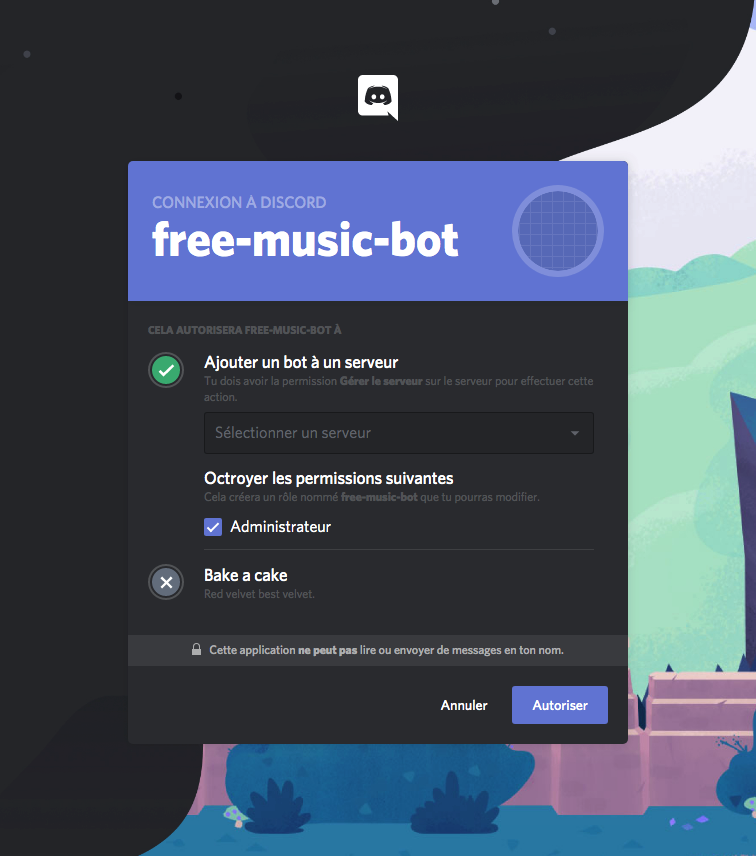 CONNEXION À DISCORD
free-music-bot
CELA AUTORISERA FREE-MUSIC-BOT À
Ajouter un bot à un serveur
Tu dois avoir la permission Gérer le serveur sur le serveur pour effectuer cette
action.
Sélectionner un serveur
Octroyer les permissions suivantes
Cela créera un rôle nommé free-music-bot que tu pourras modifier.
Administrateur
Bake a cake
Red velvet best velvet.
Cette application ne peut pas lire ou envoyer de messages en ton nom.
Annuler
Autoriser